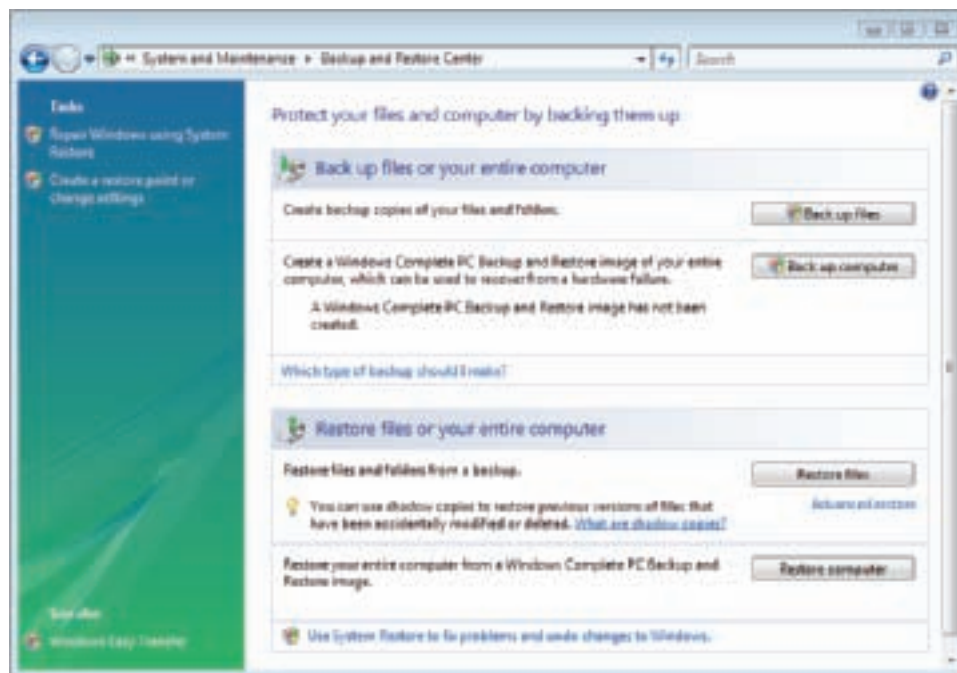 System and Maintenance ▸ Backup and Restore Center
Search
Tasks
Repair Windows using System
Restore
Create a restore point or
change settings
Protect your files and computer by backing them up
Back up files or your entire computer
Create backup copies of your files and folders.
Back up files
Create a Windows Complete PC Backup and Restore image of your entire
computer, which can be used to recover from a hardware failure.
Back up computer
A Windows Complete PC Backup and Restore image has not been
created.
Which type of backup should I make?
Restore files or your entire computer
Restore files and folders from a backup.
Restore files
You can use shadow copies to restore previous versions of files that
have been accidentally modified or deleted. What are shadow copies?
Advanced restore
Restore your entire computer from a Windows Complete PC Backup and
Restore image.
Restore computer
Use System Restore to fix problems and undo changes to Windows.
See also
Windows Easy Transfer